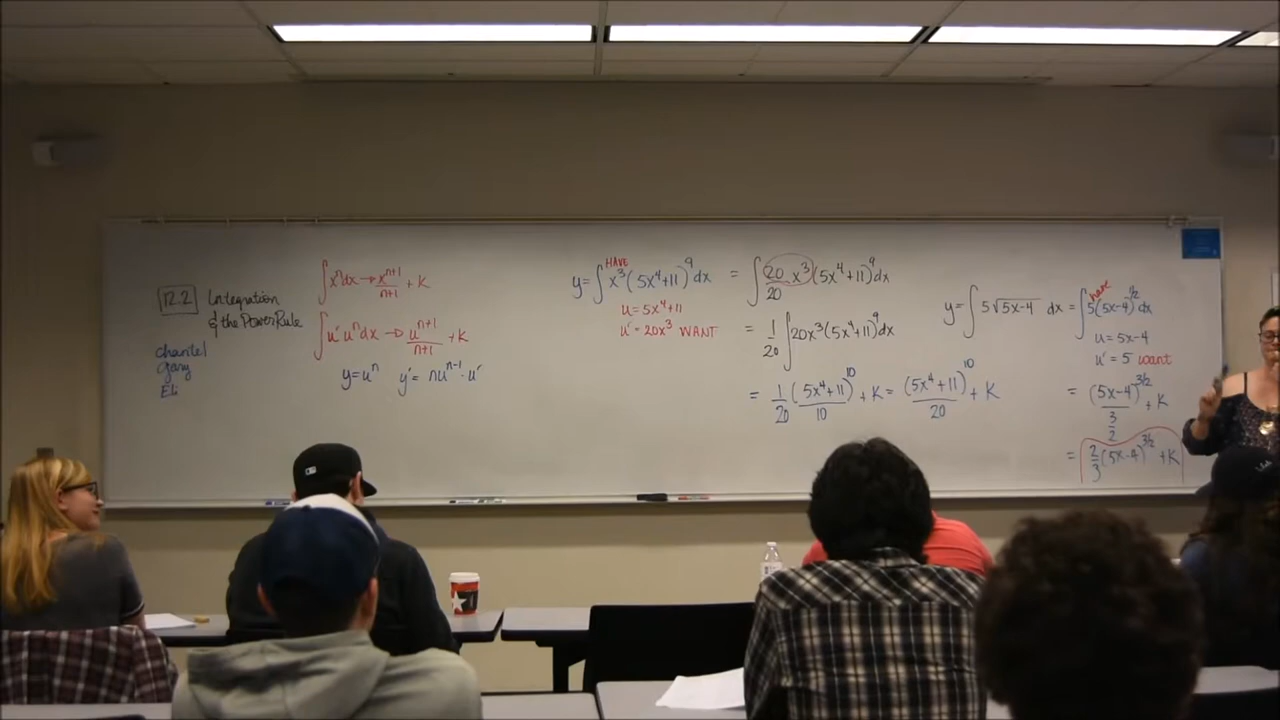 12.2 Integration
& the Power Rule
chantel
gary
Eli
∫xⁿdx → xⁿ⁺¹/n+1 + K
∫u' uⁿ dx → uⁿ⁺¹/n+1 + K
y=uⁿ y' = nuⁿ⁻¹·u'
HAVE
y=∫x³(5x⁴+11)⁹dx = ∫20x³/20(5x⁴+11)⁹dx
u = 5x⁴+11
u' = 20x³ WANT
= 1/20∫20x³(5x⁴+11)⁹dx
= 1/20 (5x⁴+11)¹⁰/10 + K = (5x⁴+11)¹⁰/20 + K
have
y=∫5√5x-4 dx = ∫5(5x-4)^1/2 dx
u = 5x-4
u' = 5 want
= (5x-4)^3/2 / 3/2 + K
= 2/3(5x-4)^3/2 + K